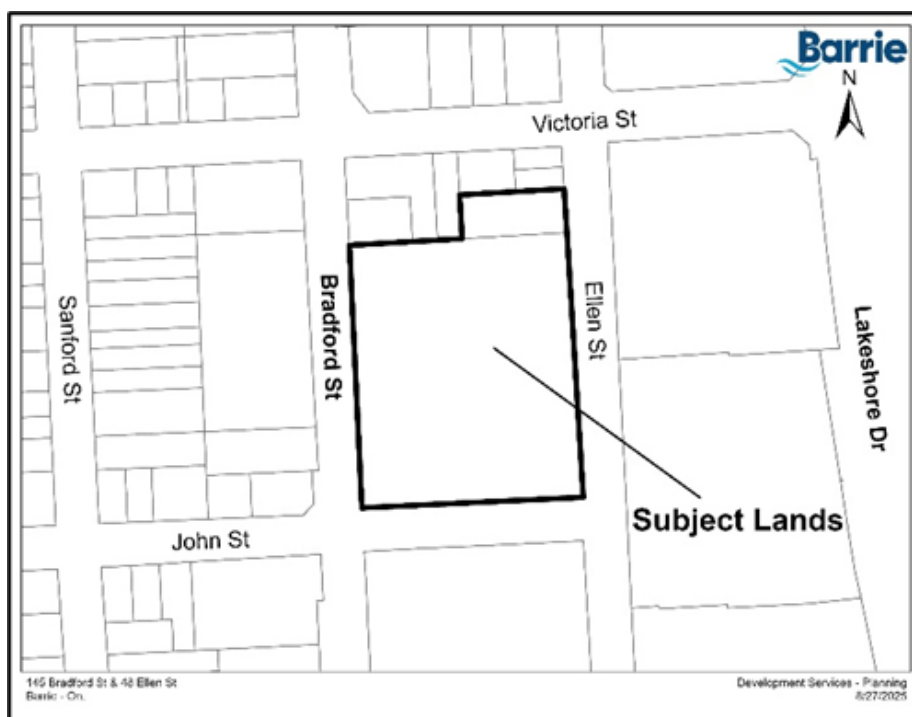 Barrie
N
Victoria St
Sanford St
Bradford St
Ellen St
Lakeshore Dr
Subject Lands
John St
145 Bradford St & 48 Ellen St
Barrie - On.
Development Services - Planning
8/27/2025